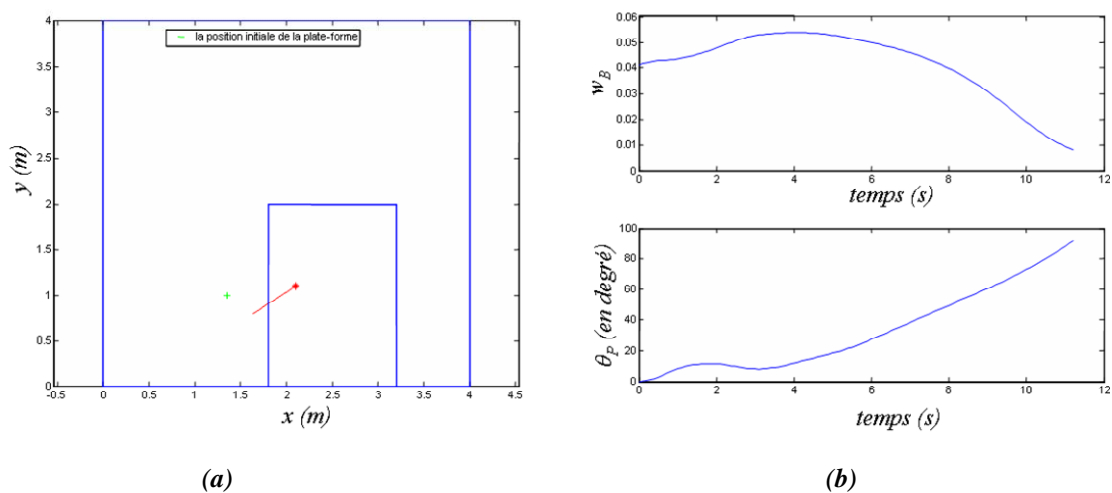 la position initiale de la plate-forme
4
3.5
3
2.5
2
1.5
1
0.5
0
y (m)
-0.5 0 0.5 1 1.5 2 2.5 3 3.5 4 4.5
x (m)
(a)
0.06
0.05
0.04
0.03
0.02
0.01
0
w_B
0 2 4 6 8 10 12
temps (s)
100
80
60
40
20
0
θ_P (en degré)
0 2 4 6 8 10 12
temps (s)
(b)